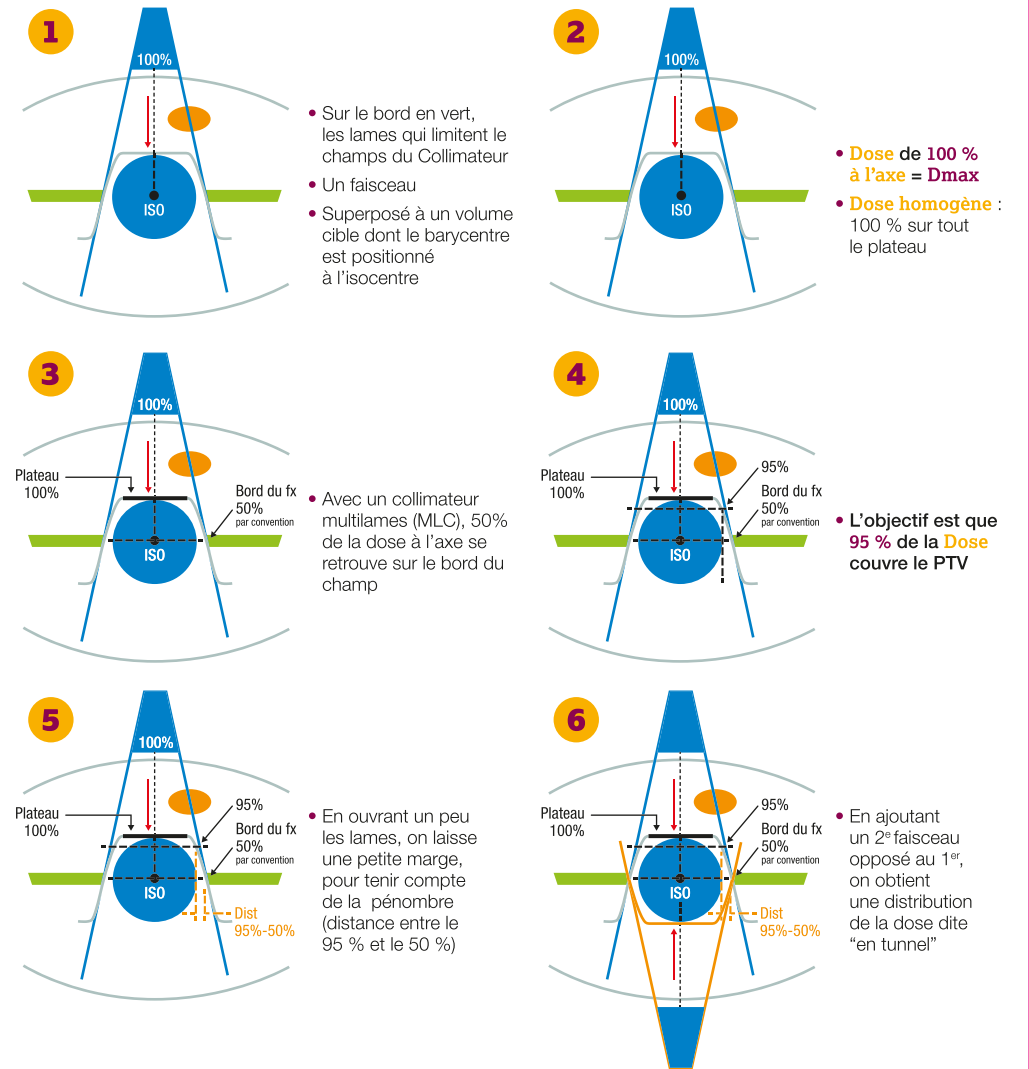 1
100%
ISO
• Sur le bord en vert,
les lames qui limitent le
champs du Collimateur
• Un faisceau
• Superposé à un volume
cible dont le barycentre
est positionné
à l’isocentre
2
100%
ISO
• Dose de 100 %
à l’axe = Dmax
• Dose homogène :
100 % sur tout
le plateau
3
100%
Plateau
100%
Bord du fx
50%
par convention
ISO
• Avec un collimateur
multilames (MLC), 50%
de la dose à l’axe se
retrouve sur le bord du
champ
4
100%
Plateau
100%
95%
Bord du fx
50%
par convention
ISO
• L’objectif est que
95 % de la Dose
couvre le PTV
5
100%
Plateau
100%
95%
Bord du fx
50%
par convention
ISO
Dist
95%-50%
• En ouvrant un peu
les lames, on laisse
une petite marge,
pour tenir compte
de la pénombre
(distance entre le
95 % et le 50 %)
6
Plateau
100%
95%
Bord du fx
50%
par convention
ISO
Dist
95%-50%
• En ajoutant
un 2e faisceau
opposé au 1er,
on obtient
une distribution
de la dose dite
“en tunnel”